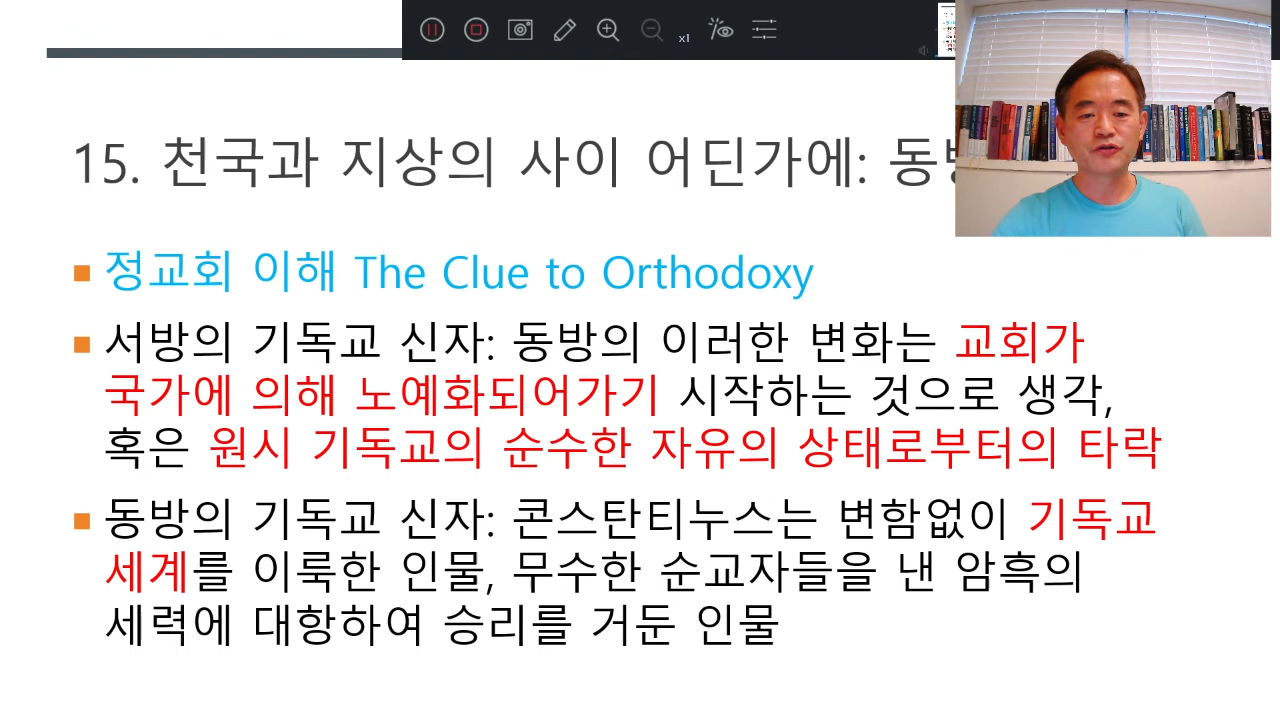 x1
15. 천국과 지상의 사이 어딘가에: 동
정교회 이해 The Clue to Orthodoxy
서방의 기독교 신자: 동방의 이러한 변화는 교회가
국가에 의해 노예화되어가기 시작하는 것으로 생각,
혹은 원시 기독교의 순수한 자유의 상태로부터의 타락
동방의 기독교 신자: 콘스탄티누스는 변함없이 기독교
세계를 이룩한 인물, 무수한 순교자들을 낸 암흑의
세력에 대항하여 승리를 거둔 인물